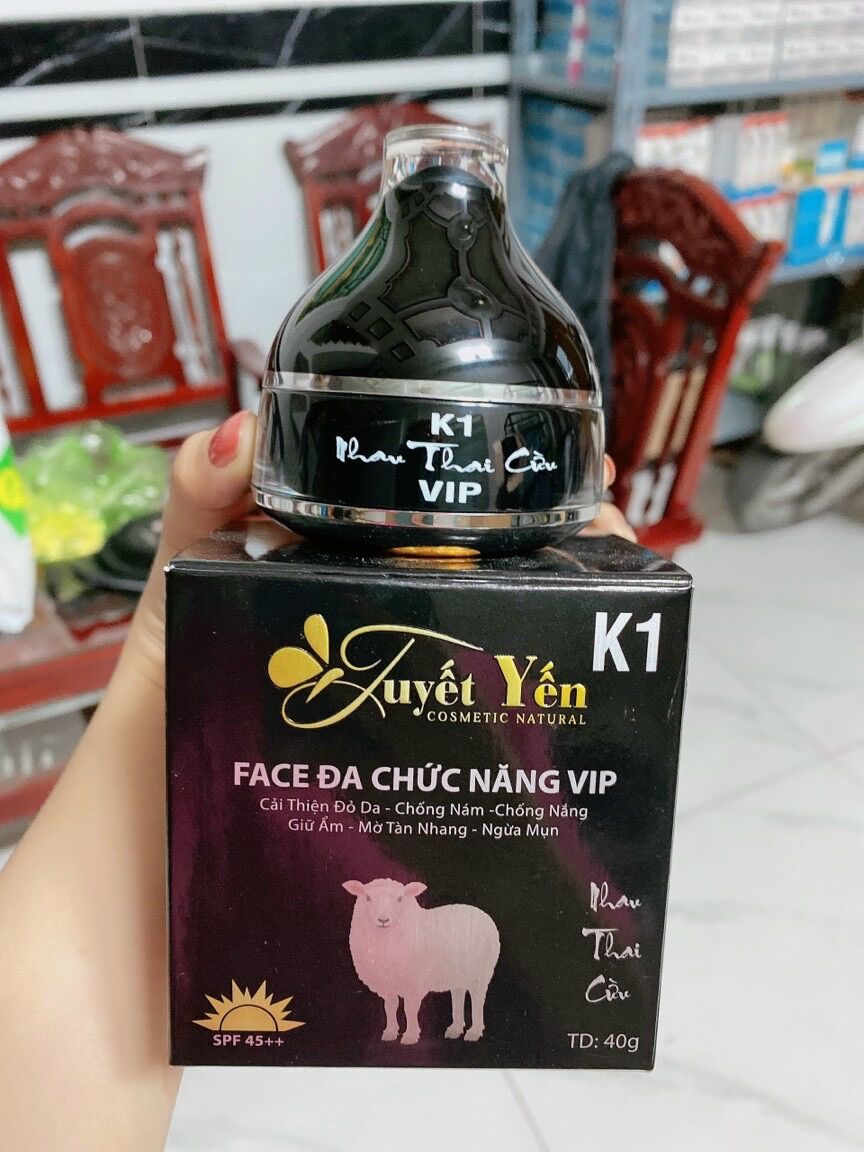 K1
Nhau Thai Cừu
VIP
K1
Tuyết Yến
COSMETIC NATURAL
FACE ĐA CHỨC NĂNG VIP
Cải Thiện Đỏ Da - Chống Nám -Chống Nắng
Giữ Ẩm - Mờ Tàn Nhang - Ngừa Mụn
Nhau
Thai
Cừu
SPF 45++
TD: 40g